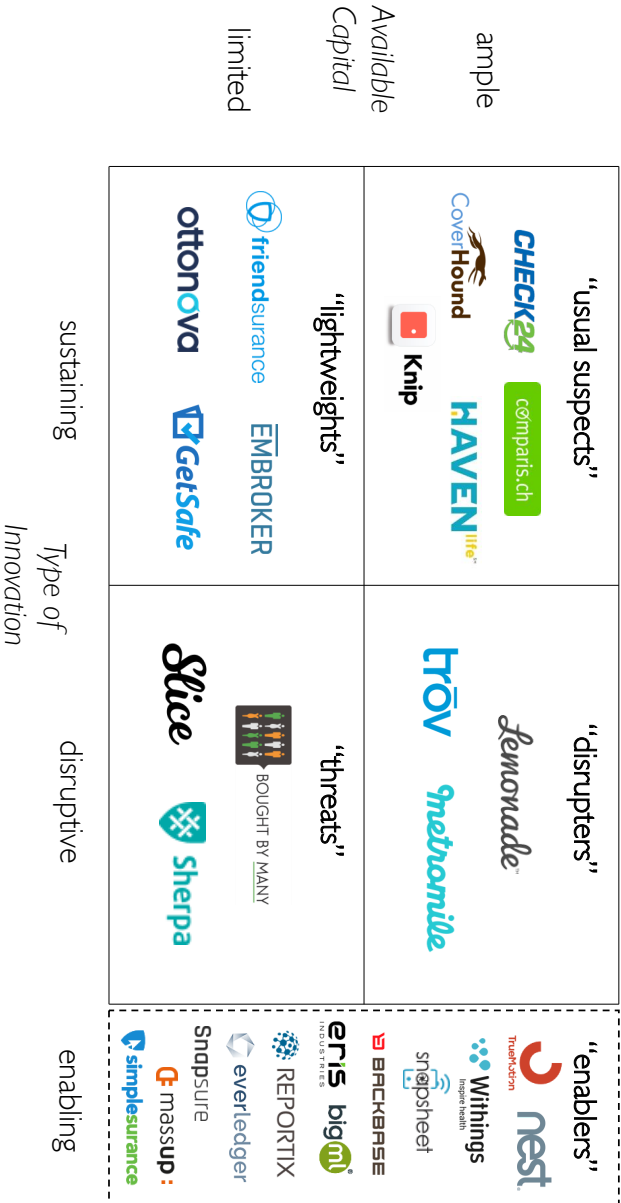 ample
Available
Capital
limited
“usual suspects”
CHECK24
comparis.ch
CoverHound
HAVEN life™
Knip
“disrupters”
Lemonade™
trōv
metromile
“enablers”
TrueMotion
nest®
Withings
Inspire health
snapsheet
BACKBASE
eris
INDUSTRIES
bigml®
REPORTIX
everledger
Snapsure
massup:
simplesurance
“lightweights”
friendsurance
EMBROKER
ottonova
GetSafe
“threats”
BOUGHT BY MANY
Slice
Sherpa
sustaining
disruptive
enabling
Type of
Innovation